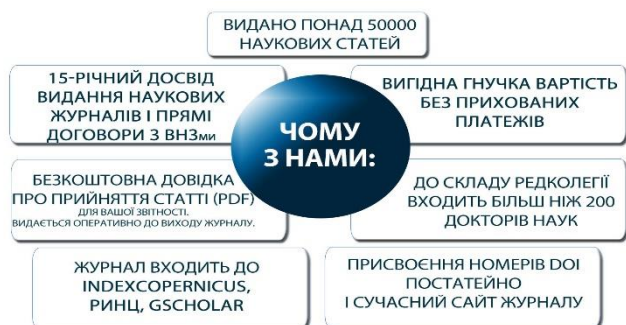 ВИДАНО ПОНАД 50000
НАУКОВИХ СТАТЕЙ
15-РІЧНИЙ ДОСВІД
ВИДАННЯ НАУКОВИХ
ЖУРНАЛІВ І ПРЯМІ
ДОГОВОРИ З ВНЗми
ЧОМУ
З НАМИ:
ВИГІДНА ГНУЧКА ВАРТІСТЬ
БЕЗ ПРИХОВАНИХ
ПЛАТЕЖІВ
БЕЗКОШТОВНА ДОВІДКА
ПРО ПРИЙНЯТТЯ СТАТТІ (PDF)
ДЛЯ ВАШОЇ ЗВІТНОСТІ.
ВИДАЄТЬСЯ ОПЕРАТИВНО ДО ВИХОДУ ЖУРНАЛУ.
ДО СКЛАДУ РЕДКОЛЕГІЇ
ВХОДИТЬ БІЛЬШ НІЖ 200
ДОКТОРІВ НАУК
ЖУРНАЛ ВХОДИТЬ ДО
INDEXCOPERNICUS,
РИНЦ, GSCHOLAR
ПРИСВОЄННЯ НОМЕРІВ DOI
ПОСТАТЕЙНО
І СУЧАСНИЙ САЙТ ЖУРНАЛУ